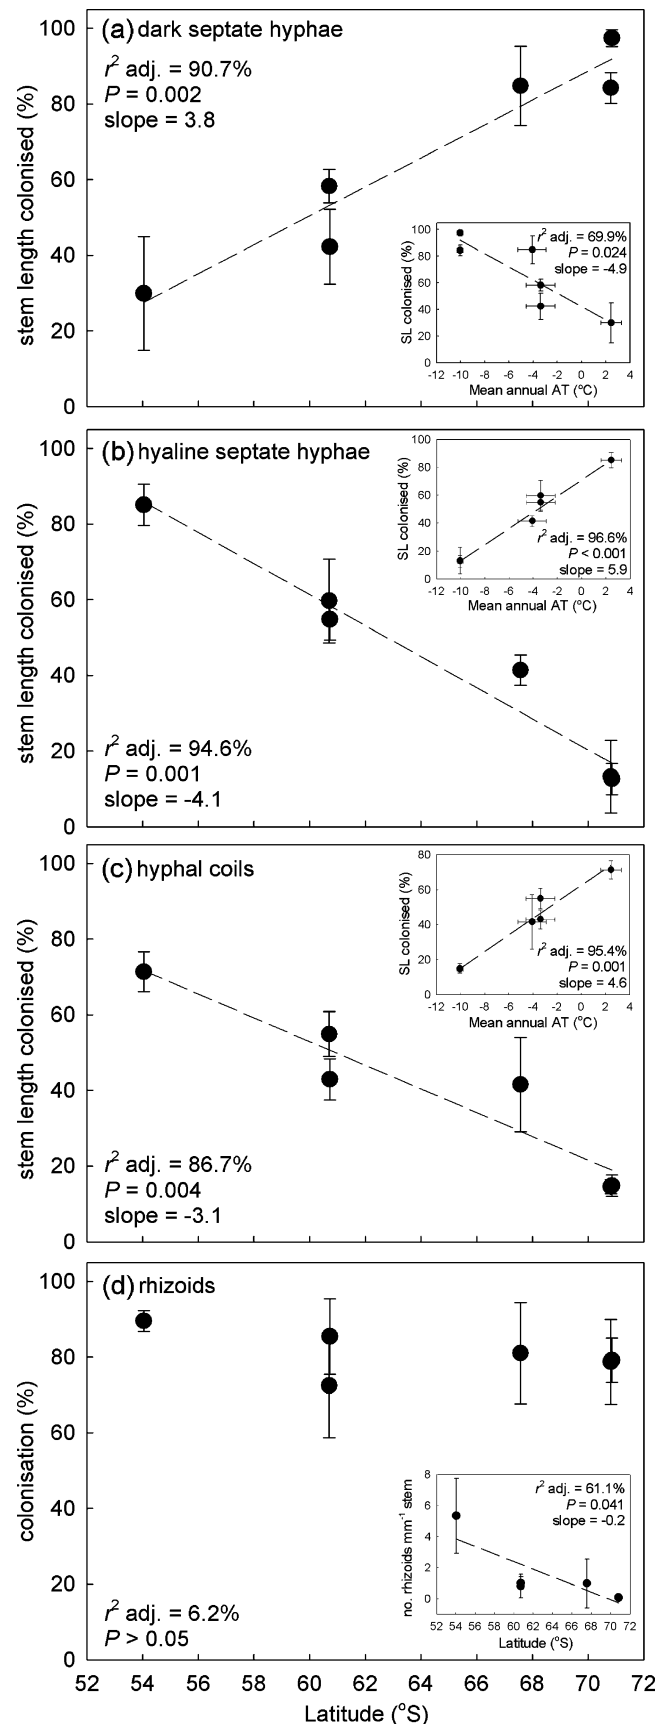 (a) dark septate hyphae
r² adj. = 90.7%
P = 0.002
slope = 3.8
stem length colonised (%)
100
80
60
40
20
0
r² adj. = 69.9%
P = 0.024
slope = -4.9
SL colonised (%)
100
80
60
40
20
0
-12 -10 -8 -6 -4 -2 0 2 4
Mean annual AT (°C)
(b) hyaline septate hyphae
r² adj. = 94.6%
P = 0.001
slope = -4.1
stem length colonised (%)
100
80
60
40
20
0
r² adj. = 96.6%
P < 0.001
slope = 5.9
SL colonised (%)
100
80
60
40
20
0
-12 -10 -8 -6 -4 -2 0 2 4
Mean annual AT (°C)
(c) hyphal coils
r² adj. = 86.7%
P = 0.004
slope = -3.1
stem length colonised (%)
100
80
60
40
20
0
r² adj. = 95.4%
P = 0.001
slope = 4.6
SL colonised (%)
80
60
40
20
0
-12 -10 -8 -6 -4 -2 0 2 4
Mean annual AT (°C)
(d) rhizoids
r² adj. = 6.2%
P > 0.05
colonisation (%)
100
80
60
40
20
0
r² adj. = 61.1%
P = 0.041
slope = -0.2
no. rhizoids mm⁻¹ stem
8
6
4
2
0
52 54 56 58 60 62 64 66 68 70 72
Latitude (°S)
52 54 56 58 60 62 64 66 68 70 72
Latitude (°S)